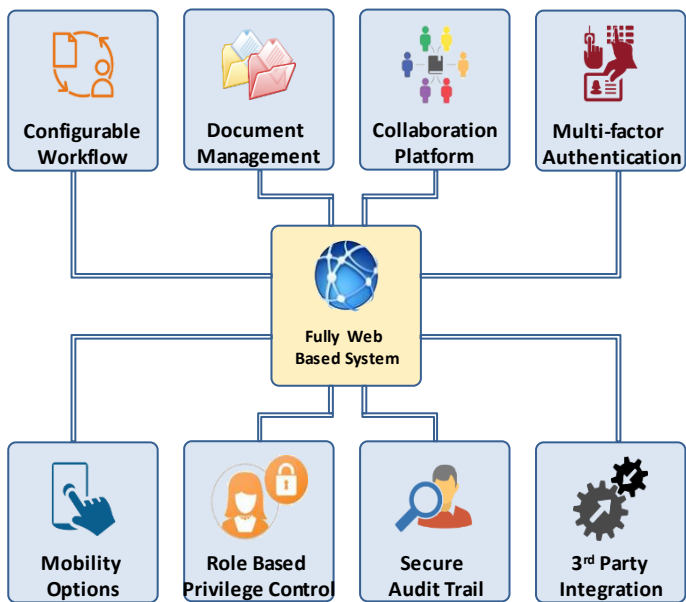 Configurable
Workflow
Document
Management
Collaboration
Platform
Multi-factor
Authentication
Fully Web
Based System
Mobility
Options
Role Based
Privilege Control
Secure
Audit Trail
3rd Party
Integration